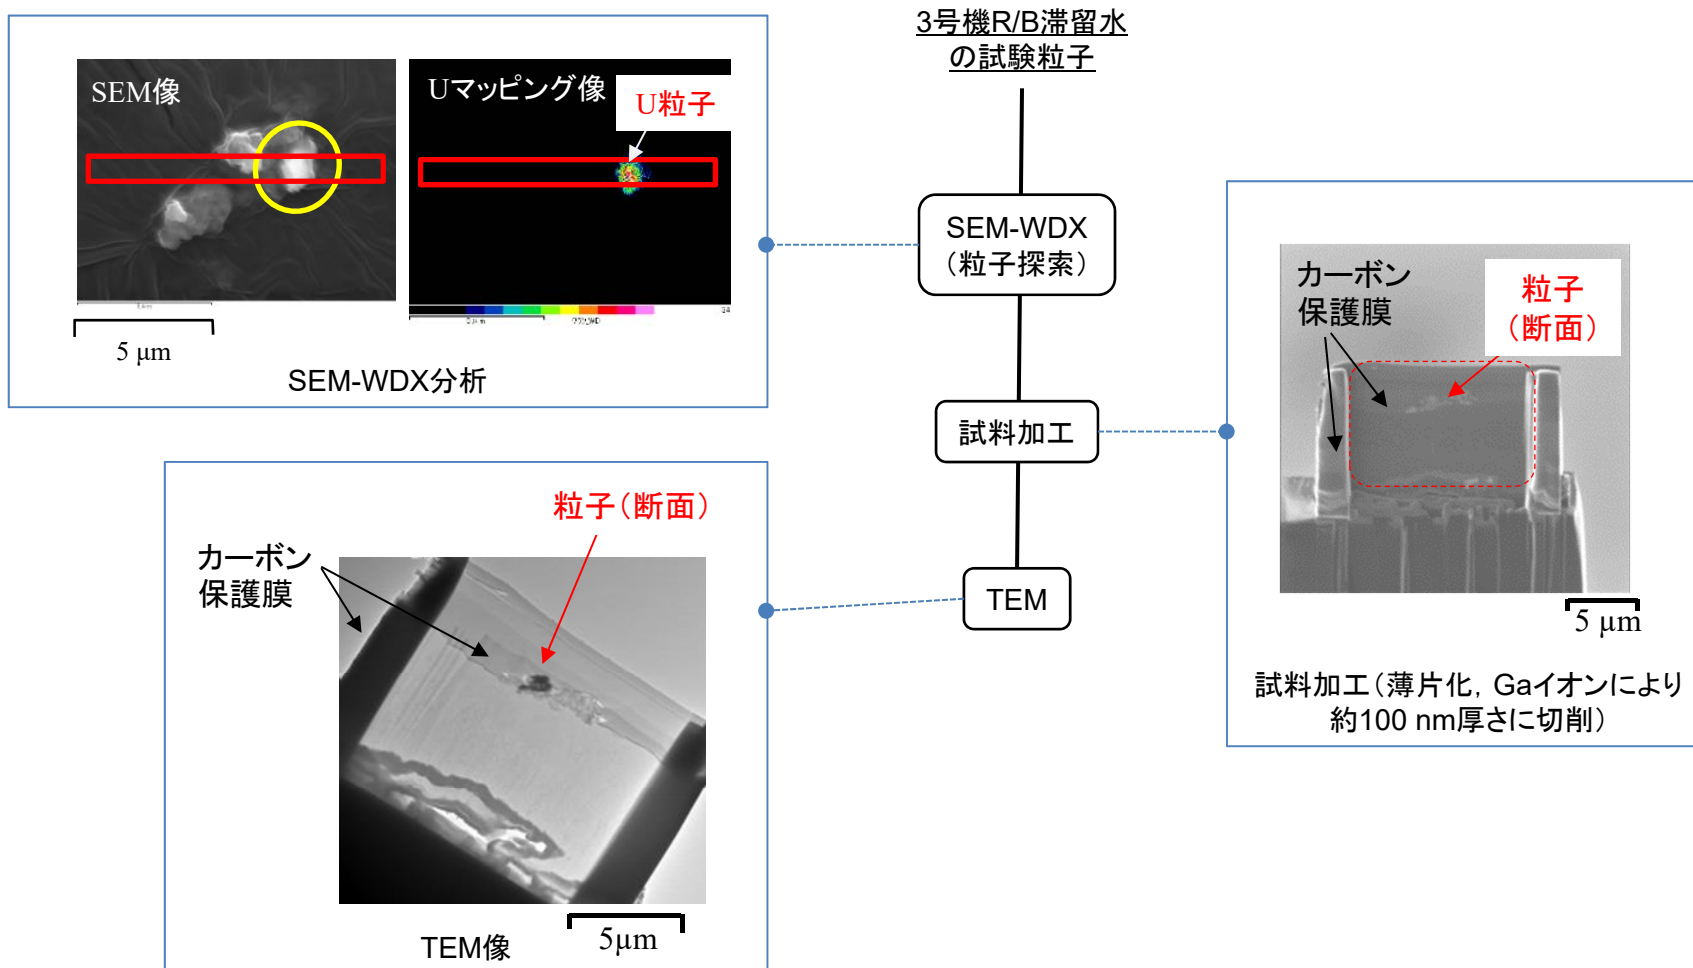 3号機R/B滞留水
の試験粒子
SEM像
Uマッピング像
U粒子
5 μm
SEM-WDX分析
SEM-WDX
（粒子探索）
カーボン
保護膜
粒子
（断面）
試料加工
5 μm
試料加工（薄片化，Gaイオンにより
約100 nm厚さに切削）
粒子（断面）
カーボン
保護膜
TEM
5μm
TEM像